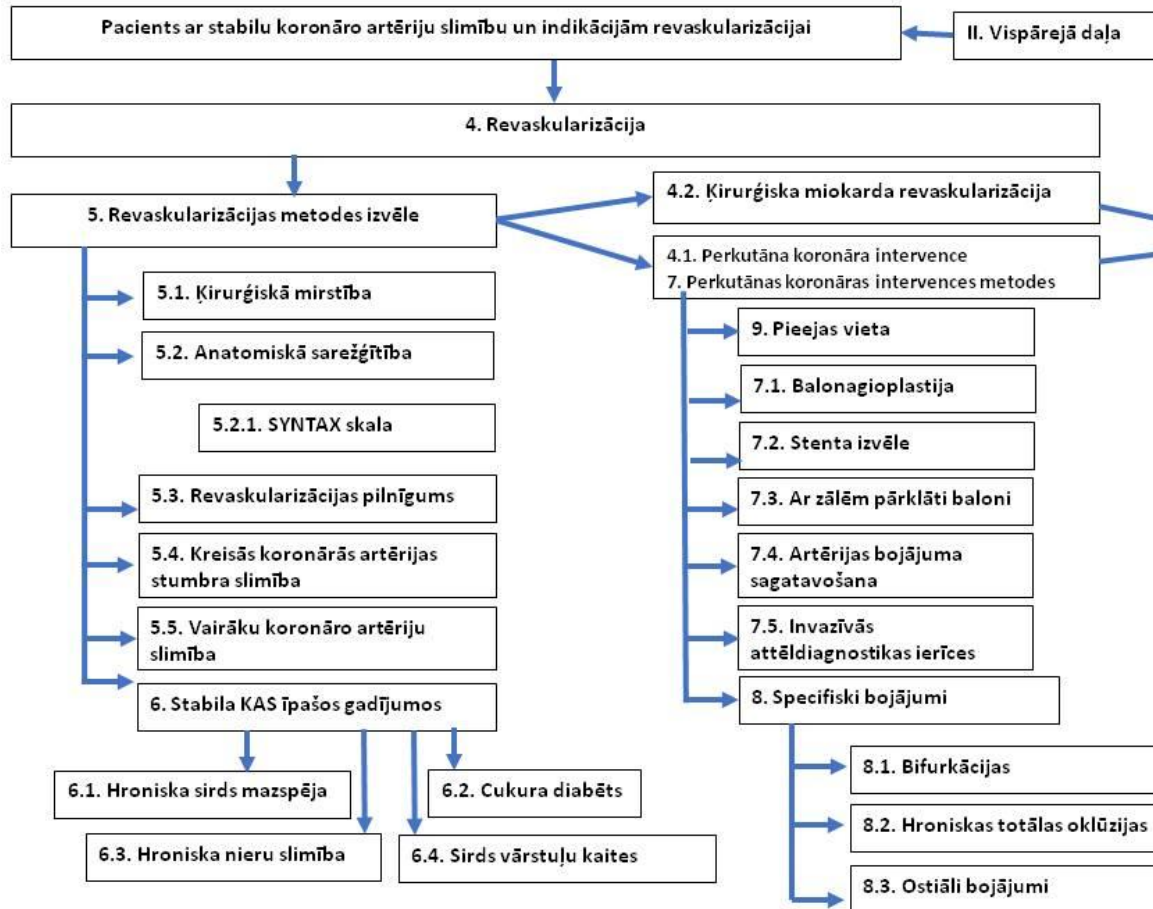 Pacients ar stabilu koronāro artēriju slimību un indikācijām revaskularizācijai
II. Vispārējā daļa
4. Revaskularizācija
5. Revaskularizācijas metodes izvēle
4.2. Ķirurģiska miokarda revaskularizācija
4.1. Perkutāna koronāra intervence
7. Perkutānas koronāras intervences metodes
5.1. Ķirurģiskā mirstība
5.2. Anatomiskā sarežģītība
5.2.1. SYNTAX skala
5.3. Revaskularizācijas pilnīgums
5.4. Kreisās koronārās artērijas
stumbra slimība
5.5. Vairāku koronāro artēriju
slimība
6. Stabila KAS īpašos gadījumos
6.1. Hroniska sirds mazspēja
6.2. Cukura diabēts
6.3. Hroniska nieru slimība
6.4. Sirds vārstuļu kaites
9. Pieejas vieta
7.1. Balonagioplastija
7.2. Stenta izvēle
7.3. Ar zālēm pārklāti baloni
7.4. Artērijas bojājuma
sagatavošana
7.5. Invazīvās
attēldiagnostikas ierīces
8. Specifiski bojājumi
8.1. Bifurkācijas
8.2. Hroniskas totālas oklūzijas
8.3. Ostiāli bojājumi